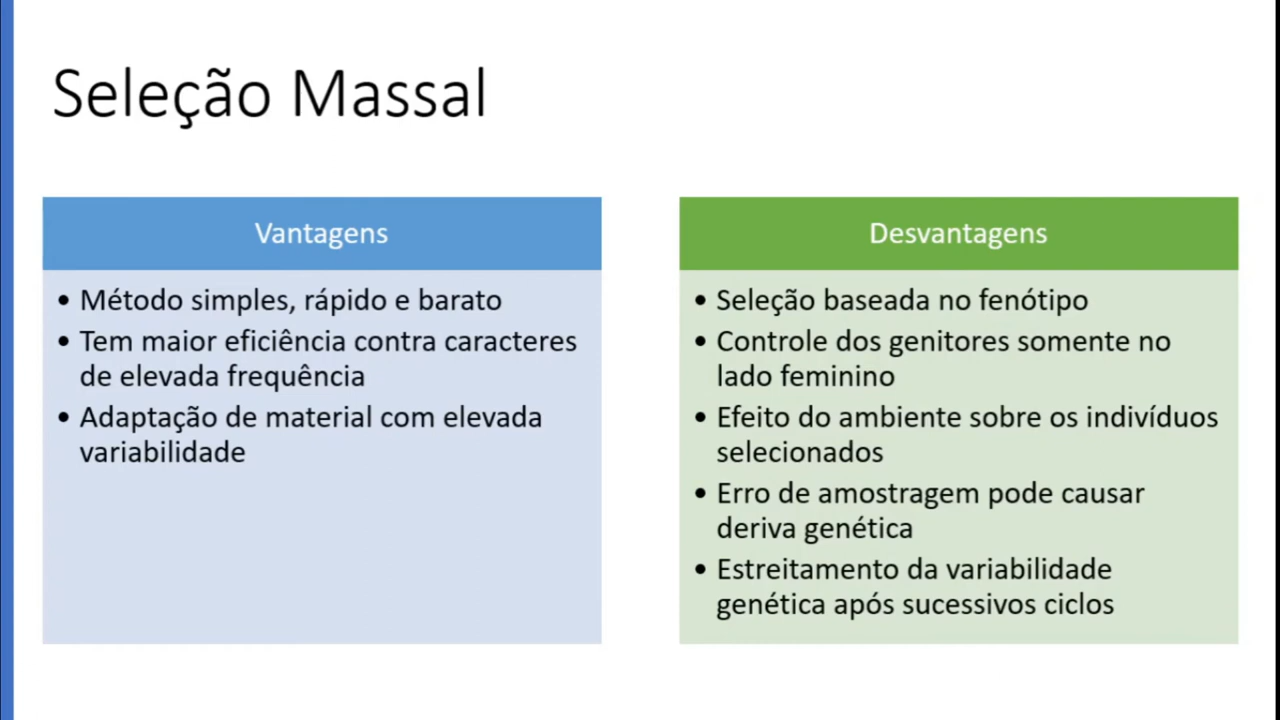 Seleção Massal
Vantagens
• Método simples, rápido e barato
• Tem maior eficiência contra caracteres
de elevada frequência
• Adaptação de material com elevada
variabilidade
Desvantagens
• Seleção baseada no fenótipo
• Controle dos genitores somente no
lado feminino
• Efeito do ambiente sobre os indivíduos
selecionados
• Erro de amostragem pode causar
deriva genética
• Estreitamento da variabilidade
genética após sucessivos ciclos